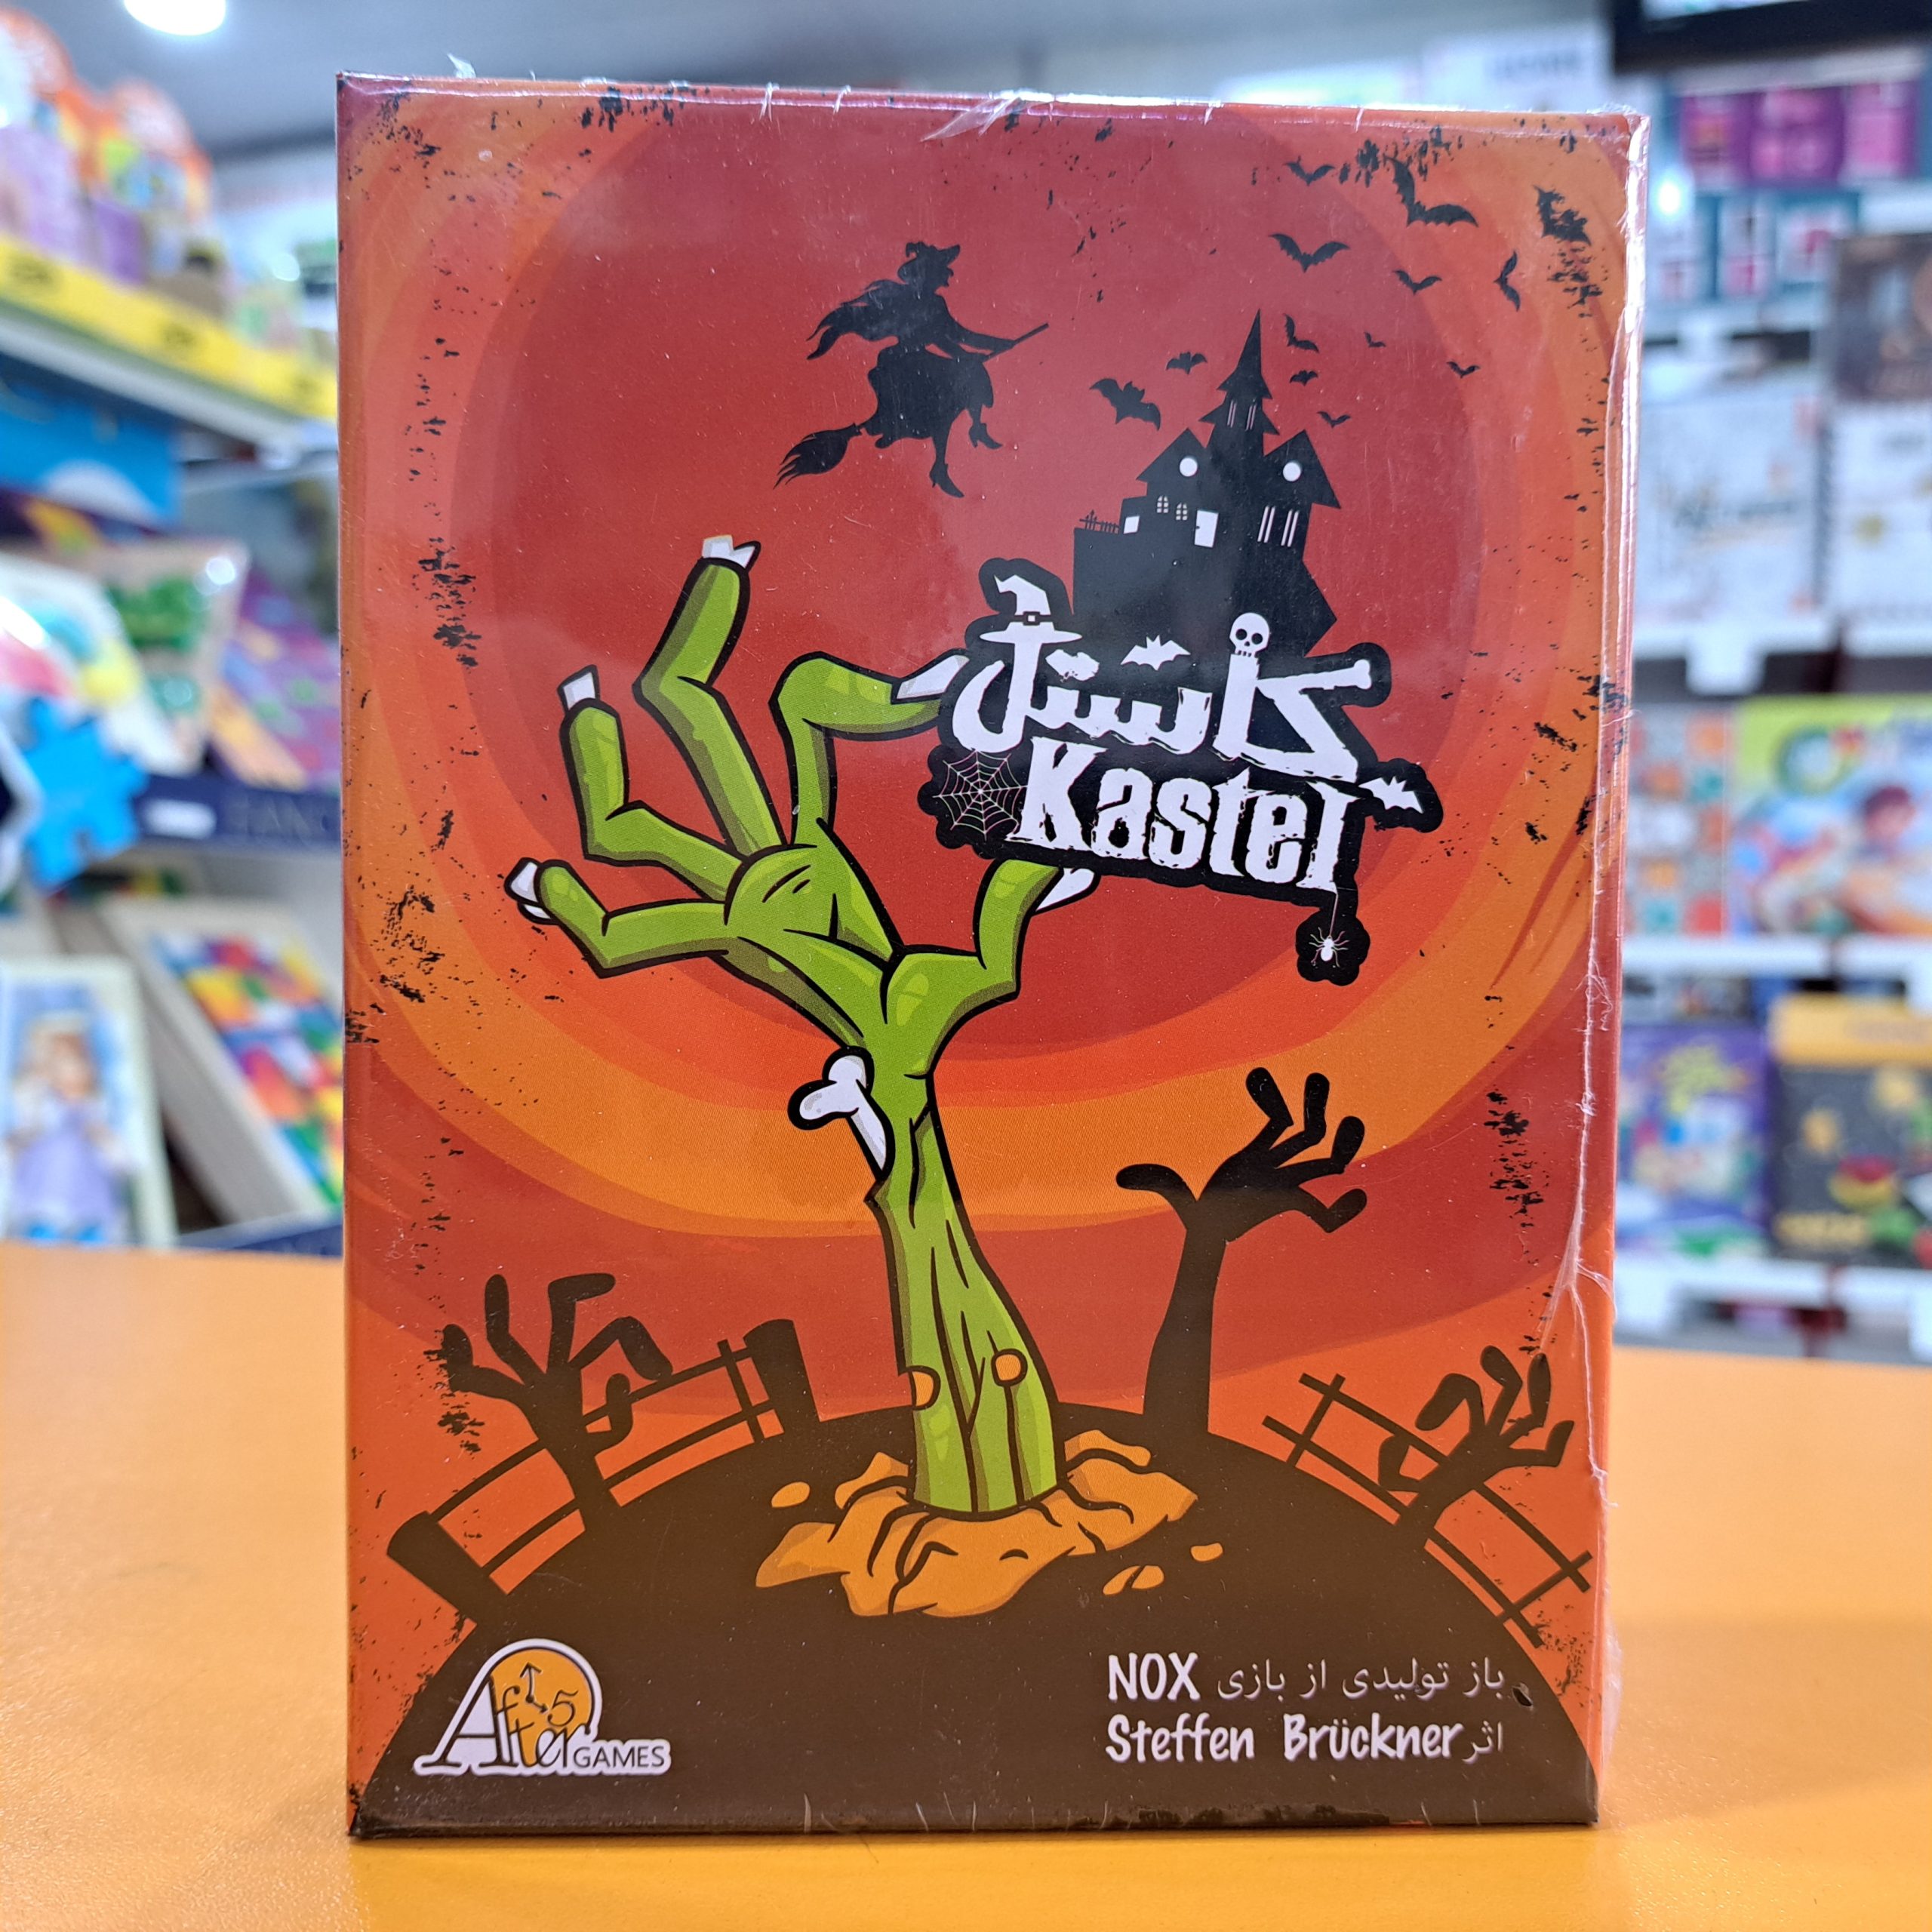 کاستل
Kastel
باز تولیدی از بازی NOX
اثر Steffen Brückner
After 5
GAMES